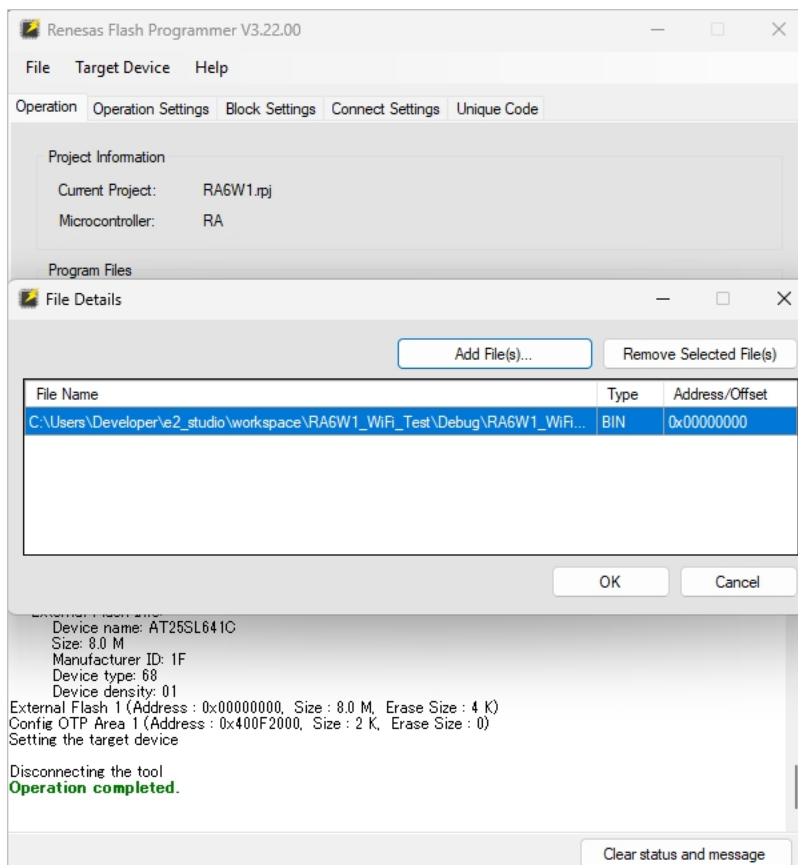 Renesas Flash Programmer V3.22.00
File Target Device Help
Operation Operation Settings Block Settings Connect Settings Unique Code
Project Information
Current Project: RA6W1.rpj
Microcontroller: RA
Program Files
File Details
Add File(s)... Remove Selected File(s)
File Name Type Address/Offset
C:\Users\Developer\e2_studio\workspace\RA6W1_WiFi_Test\Debug\RA6W1_WiFi... BIN 0x00000000
OK Cancel
Device name: AT25SL641C
Size: 8.0 M
Manufacturer ID: 1F
Device type: 68
Device density: 01
External Flash 1 (Address : 0x00000000, Size : 8.0 M, Erase Size : 4 K)
Config OTP Area 1 (Address : 0x400F2000, Size : 2 K, Erase Size : 0)
Setting the target device
Disconnecting the tool
Operation completed.
Clear status and message